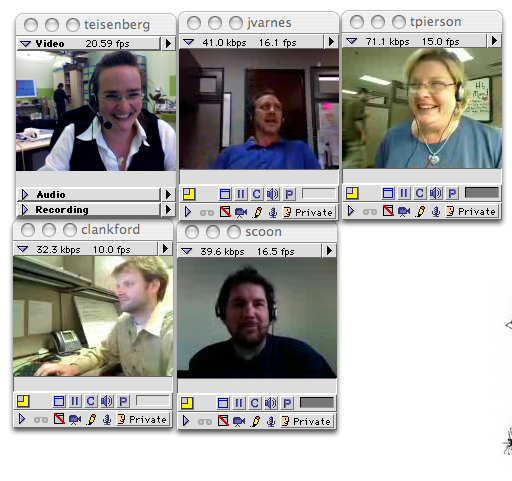 teisenberg
Video 20.59 fps
Audio
Recording
jvarnes
41.0 kbps 16.1 fps
C P
Private
tpierson
71.1 kbps 15.0 fps
Hi, Mom!
C P
Private
clankford
32.3 kbps 10.0 fps
C P
Private
scoon
39.6 kbps 16.5 fps
C P
Private